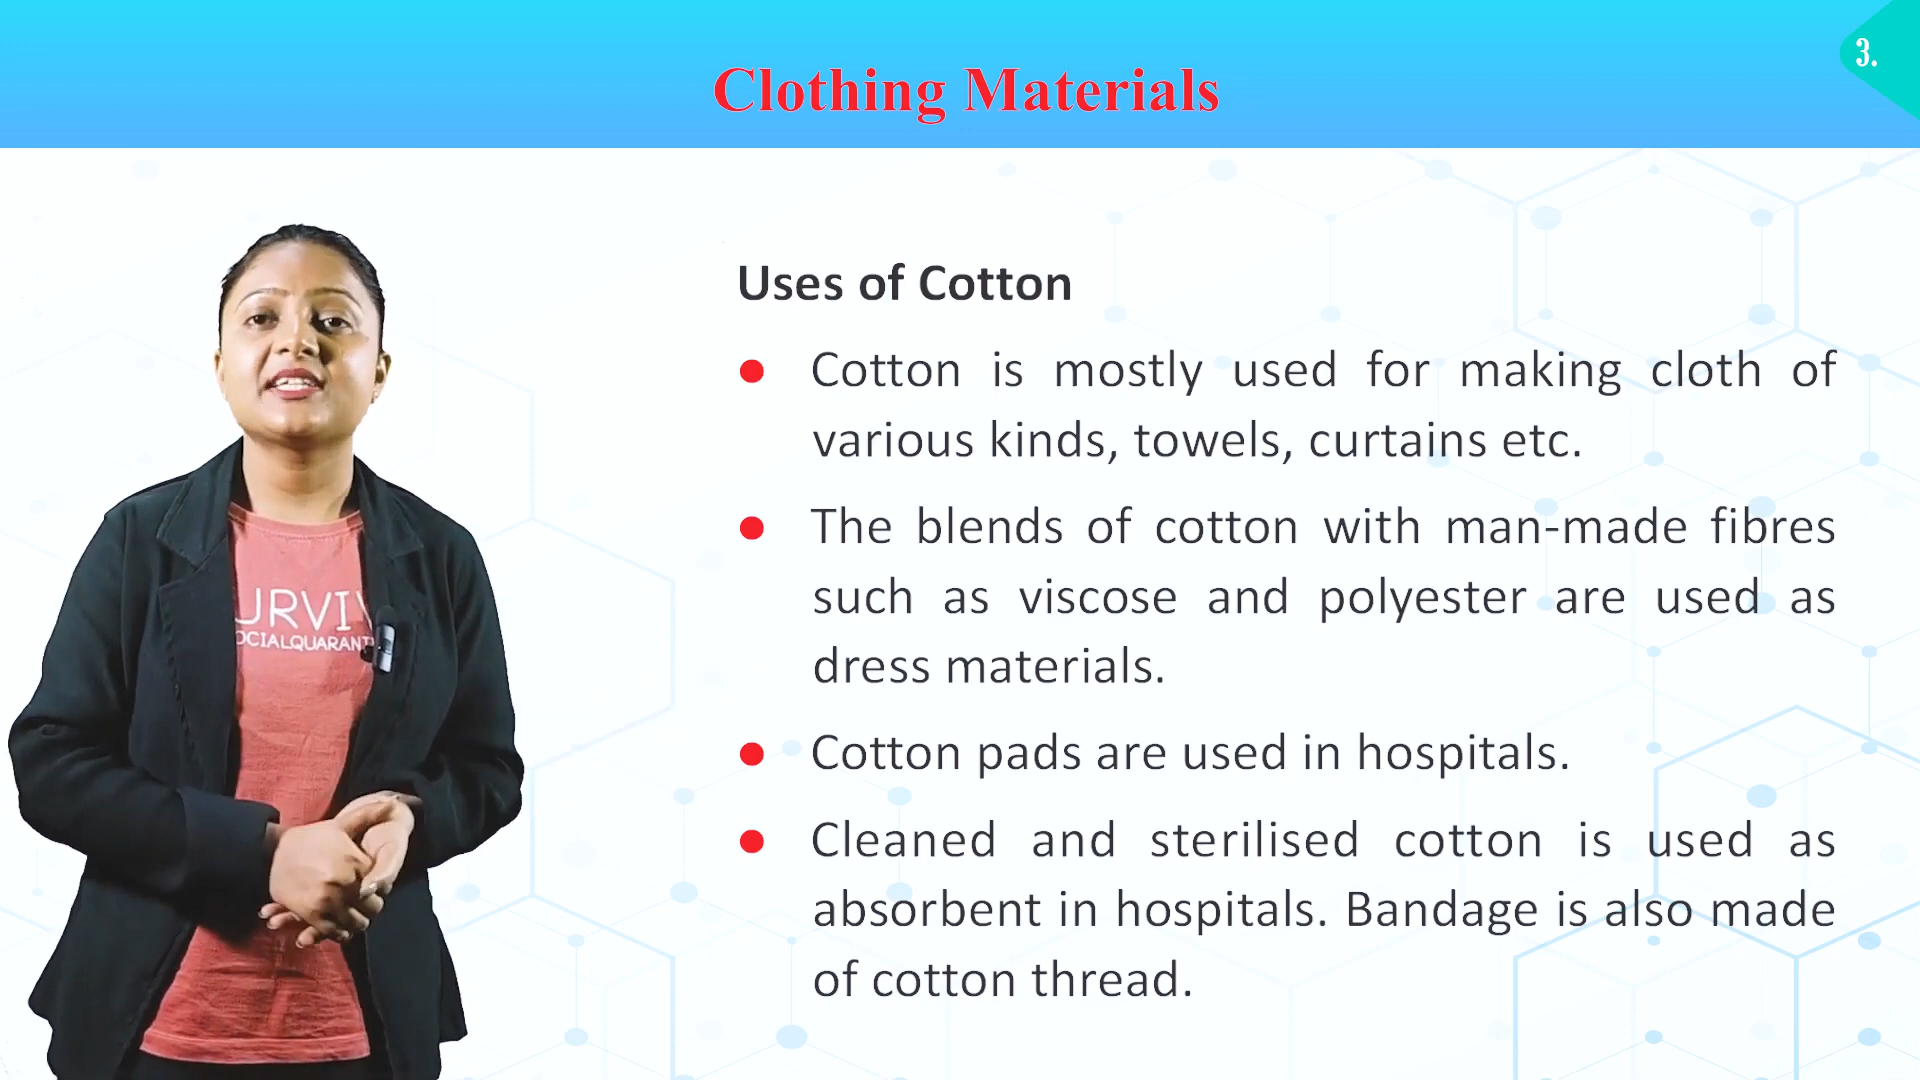 Clothing Materials
3.
Uses of Cotton
● Cotton is mostly used for making cloth of
various kinds, towels, curtains etc.
● The blends of cotton with man-made fibres
such as viscose and polyester are used as
dress materials.
● Cotton pads are used in hospitals.
● Cleaned and sterilised cotton is used as
absorbent in hospitals. Bandage is also made
of cotton thread.
URVIV
OCIALQUARANT